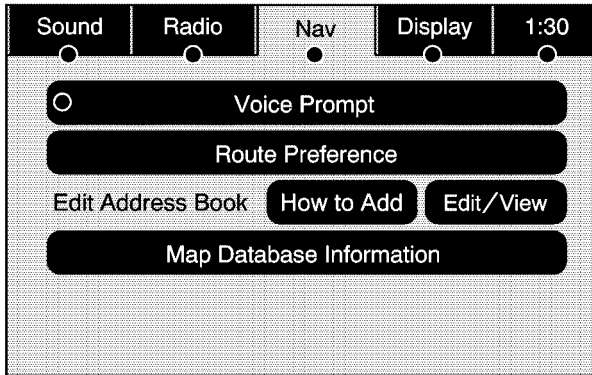 Sound Radio Nav Display 1:30
Voice Prompt
Route Preference
Edit Address Book How to Add Edit/View
Map Database Information